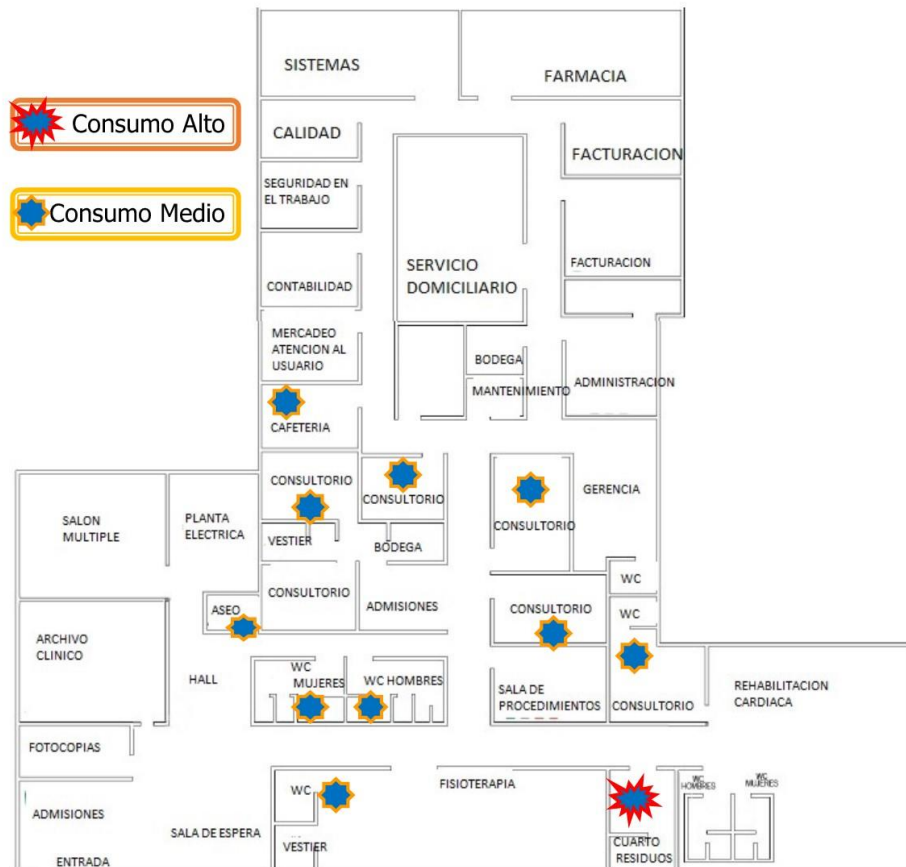 SISTEMAS
FARMACIA
Consumo Alto
CALIDAD
FACTURACION
SEGURIDAD EN
EL TRABAJO
Consumo Medio
SERVICIO
DOMICILIARIO
FACTURACION
CONTABILIDAD
MERCADEO
ATENCION AL
USUARIO
BODEGA
MANTENIMIENTO
ADMINISTRACION
CAFETERIA
CONSULTORIO
CONSULTORIO
CONSULTORIO
GERENCIA
SALON
MULTIPLE
PLANTA
ELECTRICA
VESTIER
BODEGA
WC
CONSULTORIO
ADMISIONES
CONSULTORIO
WC
ASEO
ARCHIVO
CLINICO
HALL
WC
MUJERES
WC HOMBRES
SALA DE
PROCEDIMIENTOS
CONSULTORIO
REHABILITACION
CARDIACA
FOTOCOPIAS
WC
FISIOTERAPIA
WC
HOMBRES
WC
MUJERES
ADMISIONES
SALA DE ESPERA
VESTIER
CUARTO
RESIDUOS
ENTRADA